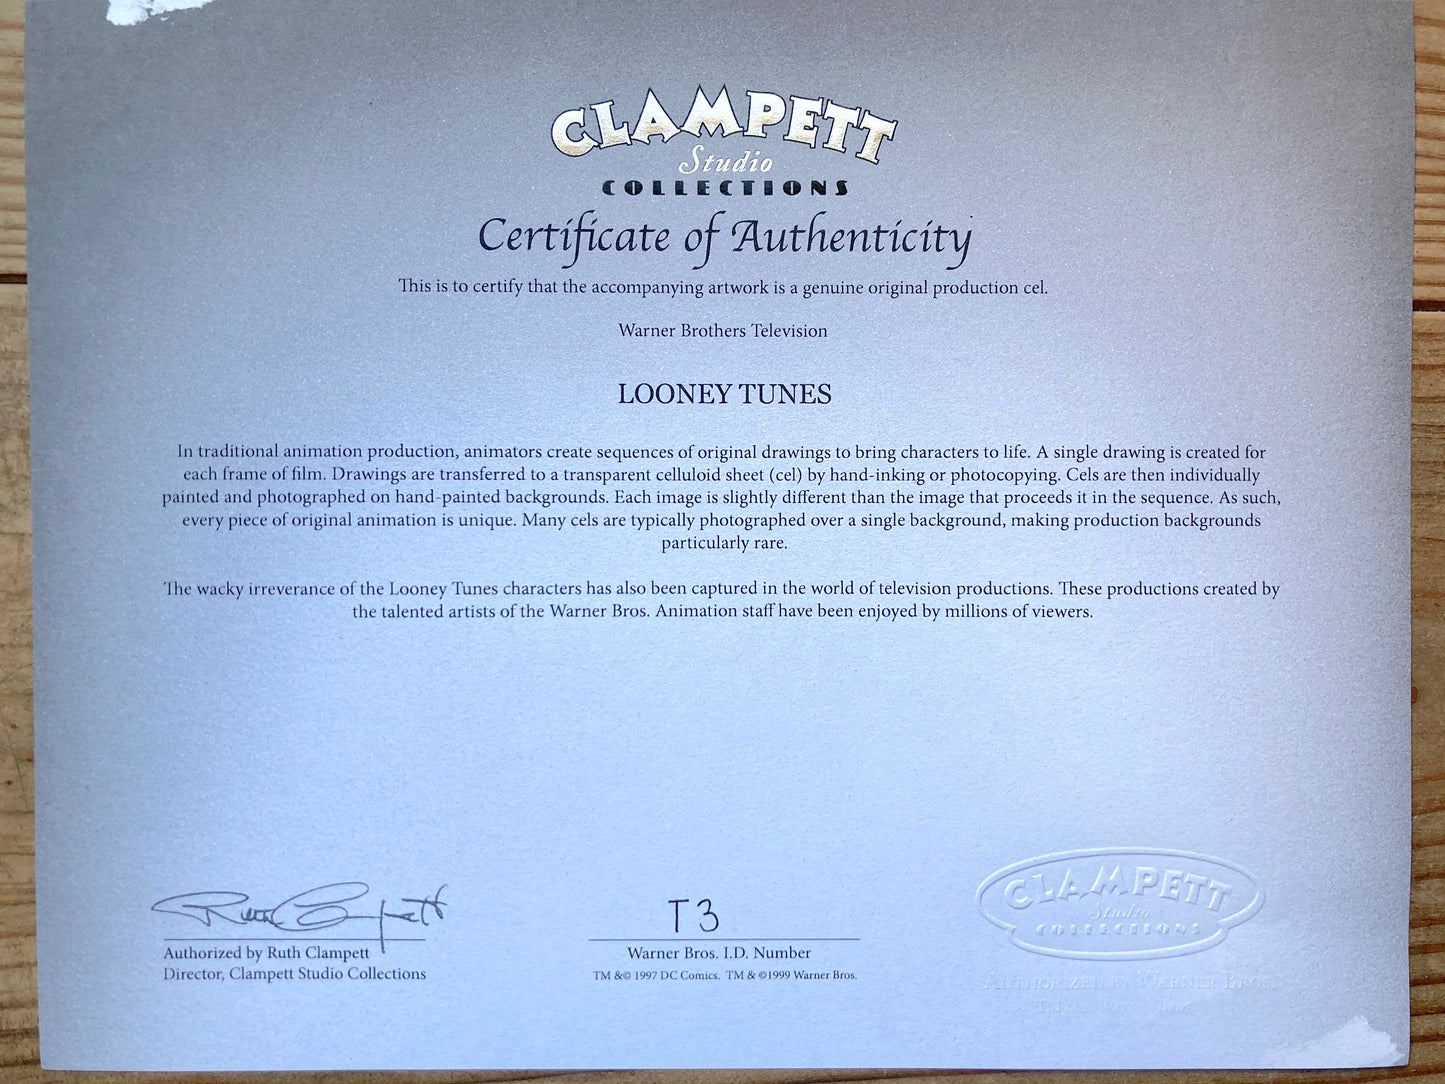 CLAMPETT
Studio
COLLECTIONS
Certificate of Authenticity
This is to certify that the accompanying artwork is a genuine original production cel.
Warner Brothers Television
LOONEY TUNES
In traditional animation production, animators create sequences of original drawings to bring characters to life. A single drawing is created for
each frame of film. Drawings are transferred to a transparent celluloid sheet (cel) by hand-inking or photocopying. Cels are then individually
painted and photographed on hand-painted backgrounds. Each image is slightly different than the image that proceeds it in the sequence. As such,
every piece of original animation is unique. Many cels are typically photographed over a single background, making production backgrounds
particularly rare.
The wacky irreverance of the Looney Tunes characters has also been captured in the world of television productions. These productions created by
the talented artists of the Warner Bros. Animation staff have been enjoyed by millions of viewers.
Ruth Clampett
Authorized by Ruth Clampett
Director, Clampett Studio Collections
T3
Warner Bros. I.D. Number
TM &© 1997 DC Comics. TM & ©1999 Warner Bros.
CLAMPETT
Studio
COLLECTIONS
AUTHORIZED BY WARNER BROS.